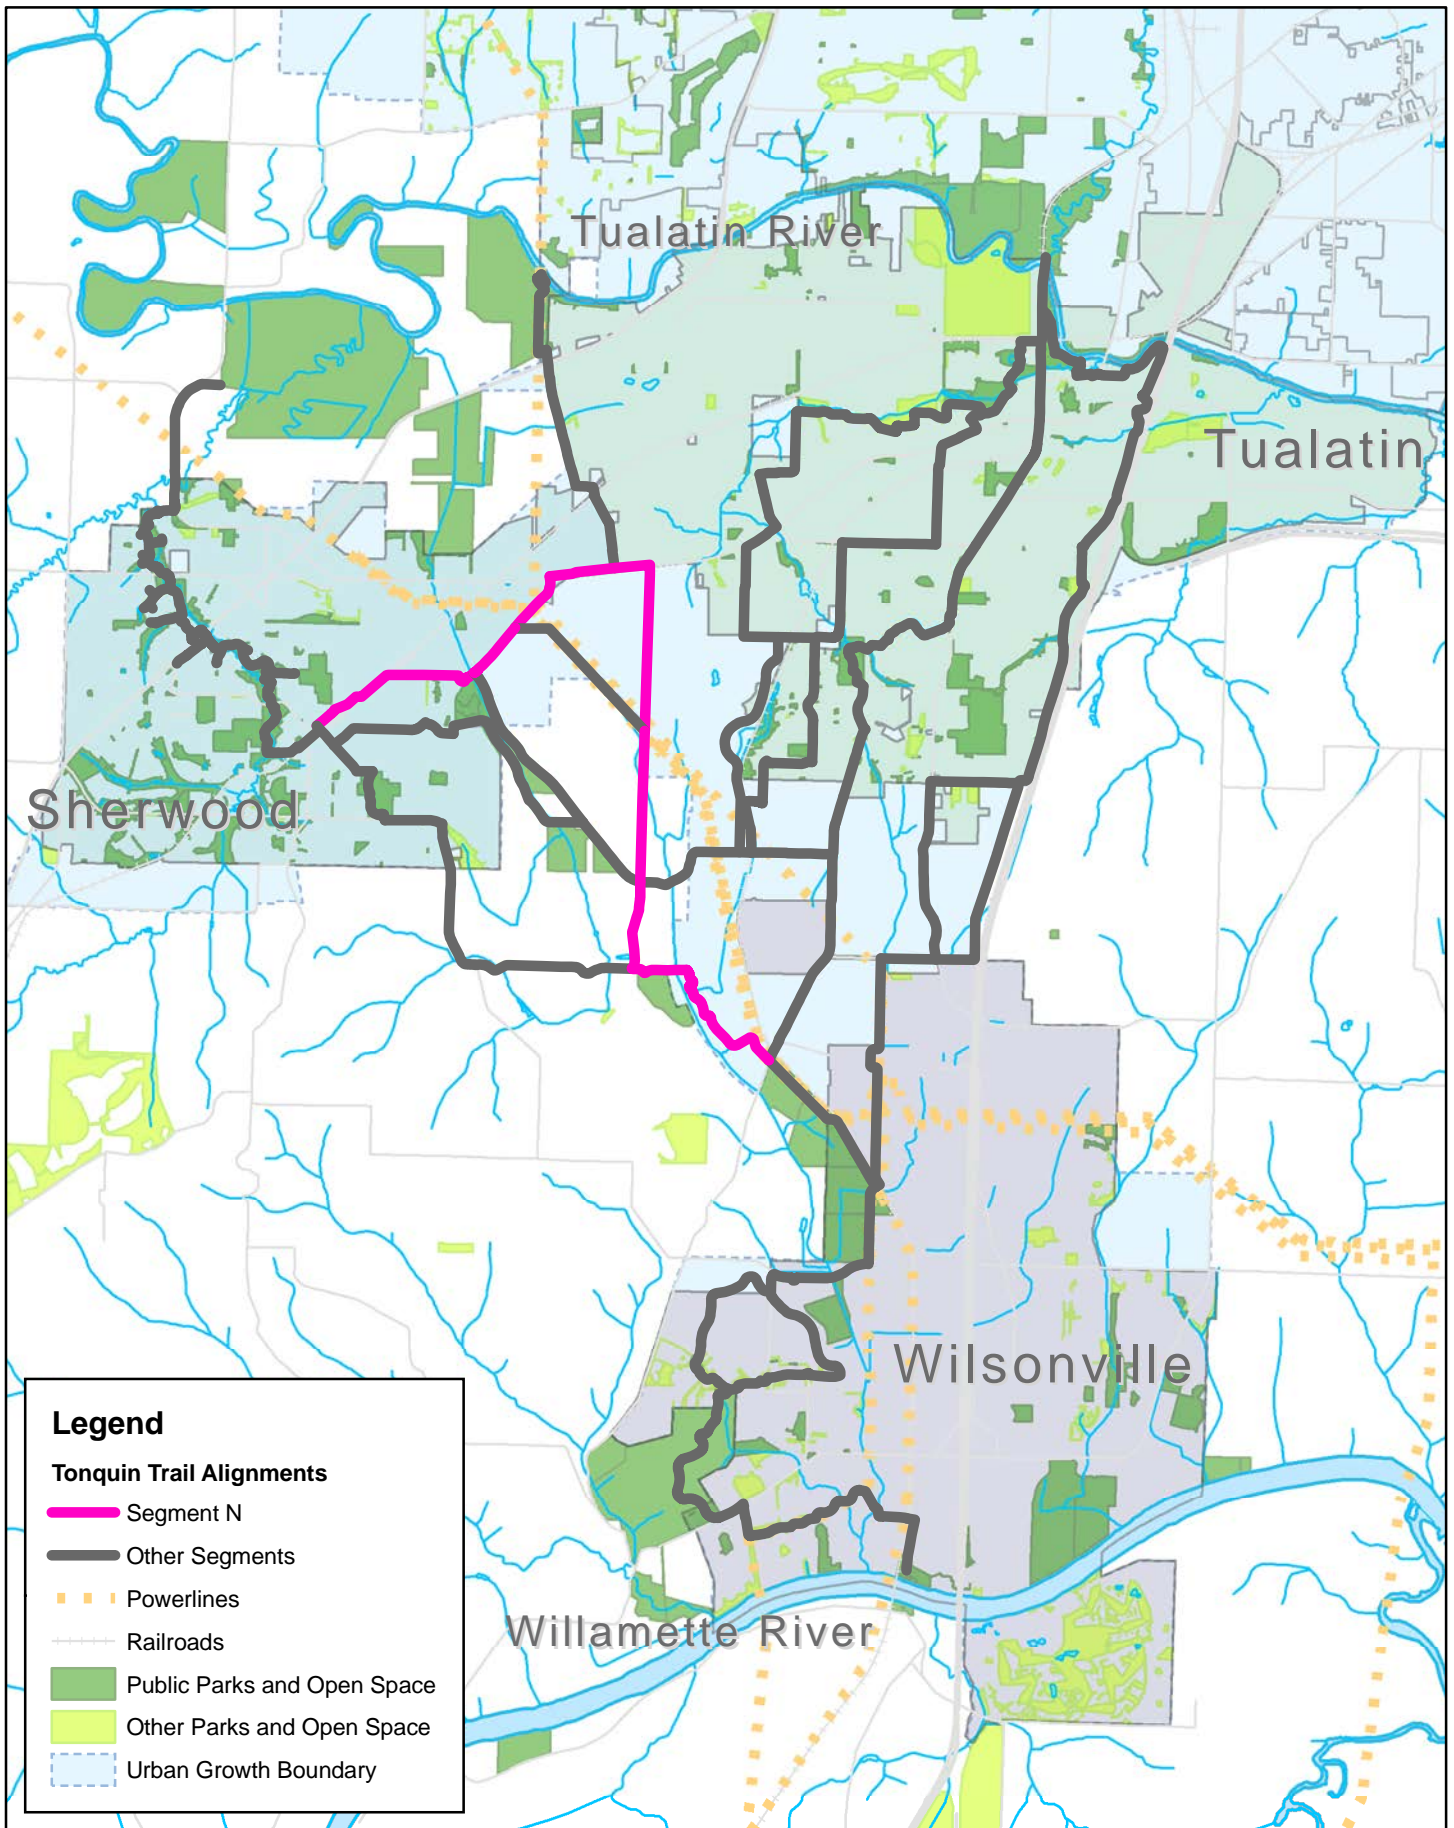 Tualatin River
Tualatin
Sherwood
Wilsonville
Willamette River
Legend
Tonquin Trail Alignments
Segment N
Other Segments
Powerlines
Railroads
Public Parks and Open Space
Other Parks and Open Space
Urban Growth Boundary